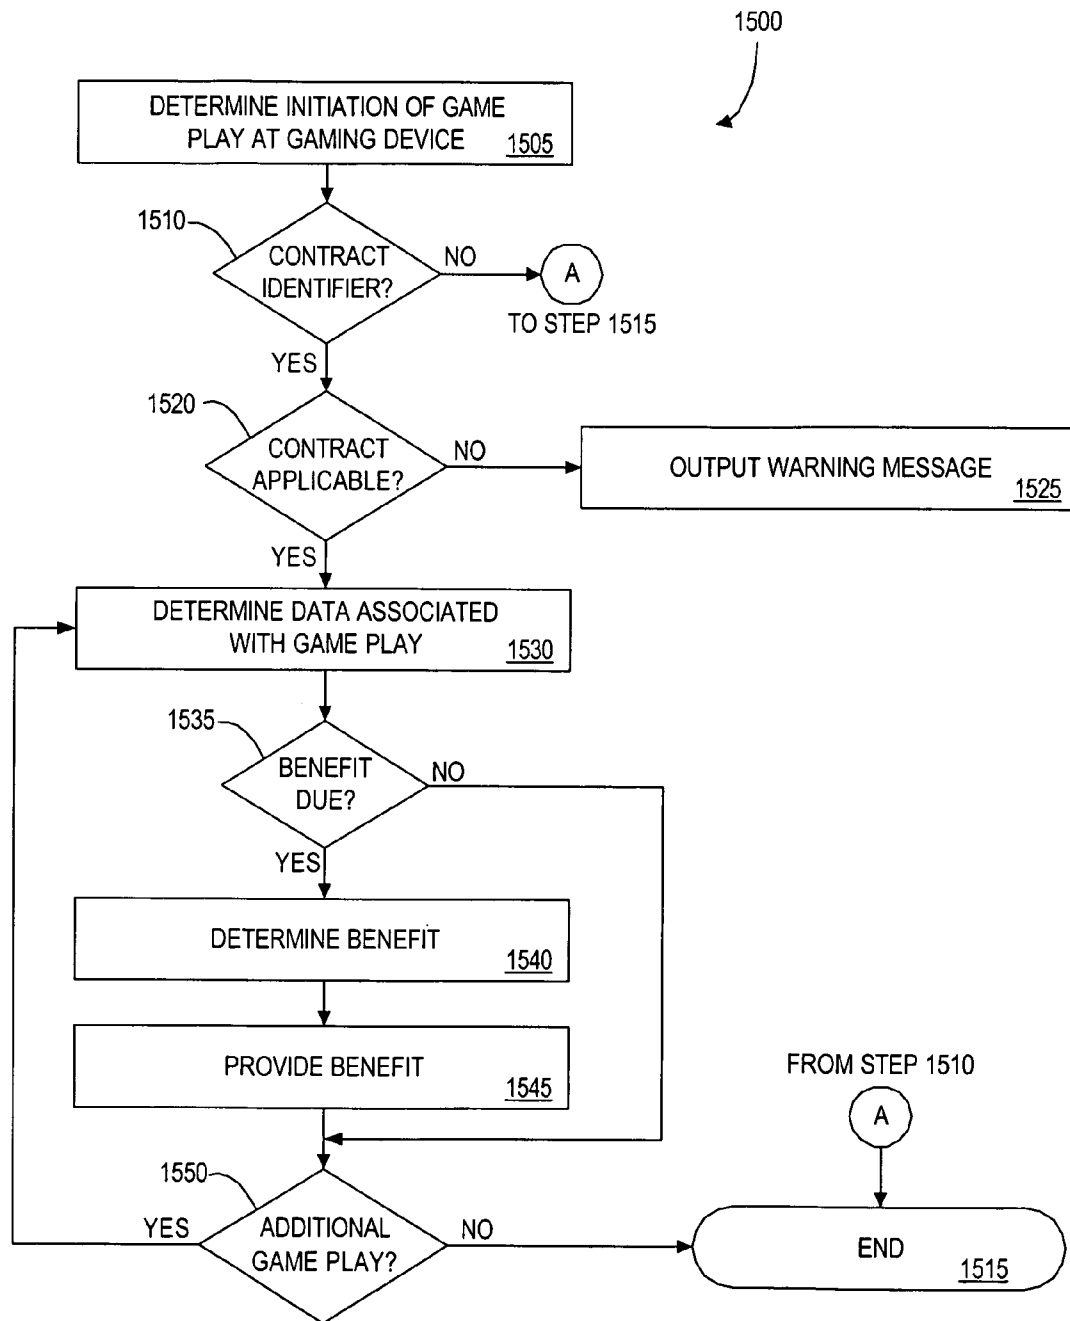 1500
DETERMINE INITIATION OF GAME
PLAY AT GAMING DEVICE 1505
1510
CONTRACT
IDENTIFIER?
NO
A
TO STEP 1515
YES
1520
CONTRACT
APPLICABLE?
NO
OUTPUT WARNING MESSAGE
1525
YES
DETERMINE DATA ASSOCIATED
WITH GAME PLAY 1530
1535
BENEFIT
DUE?
NO
YES
DETERMINE BENEFIT
1540
PROVIDE BENEFIT
1545
FROM STEP 1510
A
1550
ADDITIONAL
GAME PLAY?
YES
NO
END
1515